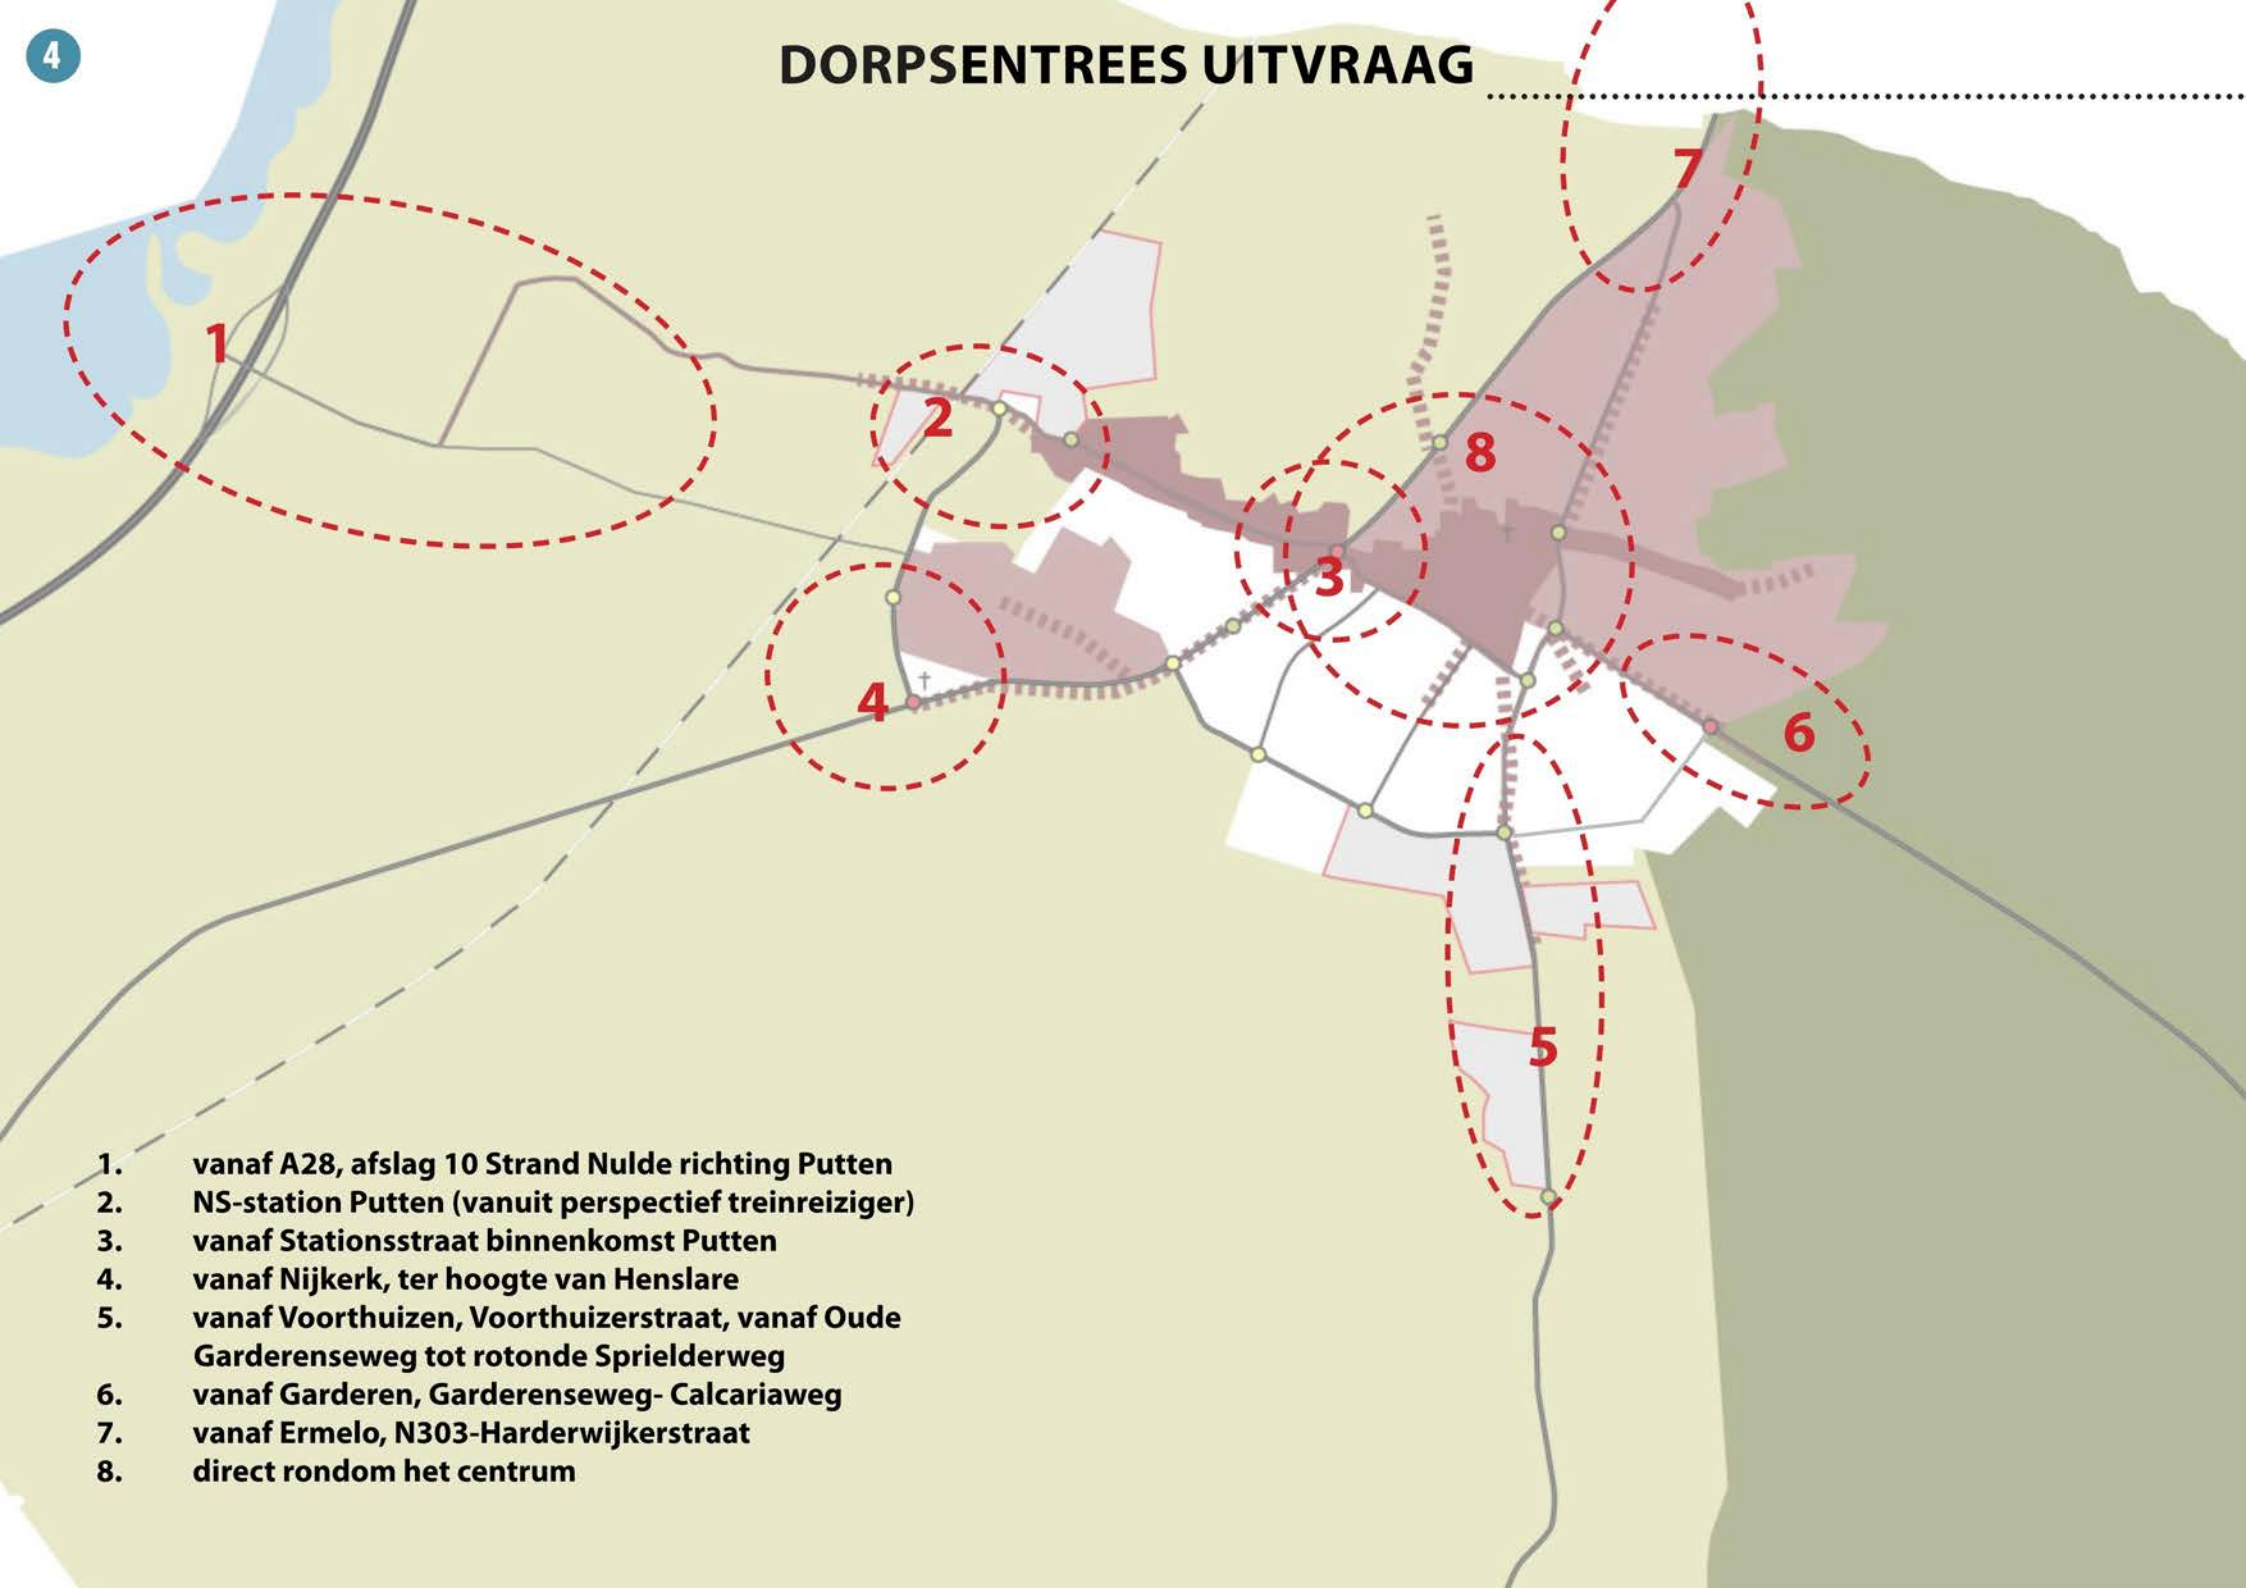 4
DORPSENTREES UITVRAAG
7
1
2
8
3
4
6
5
1. vanaf A28, afslag 10 Strand Nulde richting Putten
2. NS-station Putten (vanuit perspectief treinreiziger)
3. vanaf Stationsstraat binnenkomst Putten
4. vanaf Nijkerk, ter hoogte van Henslare
5. vanaf Voorthuizen, Voorthuizerstraat, vanaf Oude
Garderenseweg tot rotonde Sprielderweg
6. vanaf Garderen, Garderenseweg- Calcariaweg
7. vanaf Ermelo, N303-Harderwijkerstraat
8. direct rondom het centrum